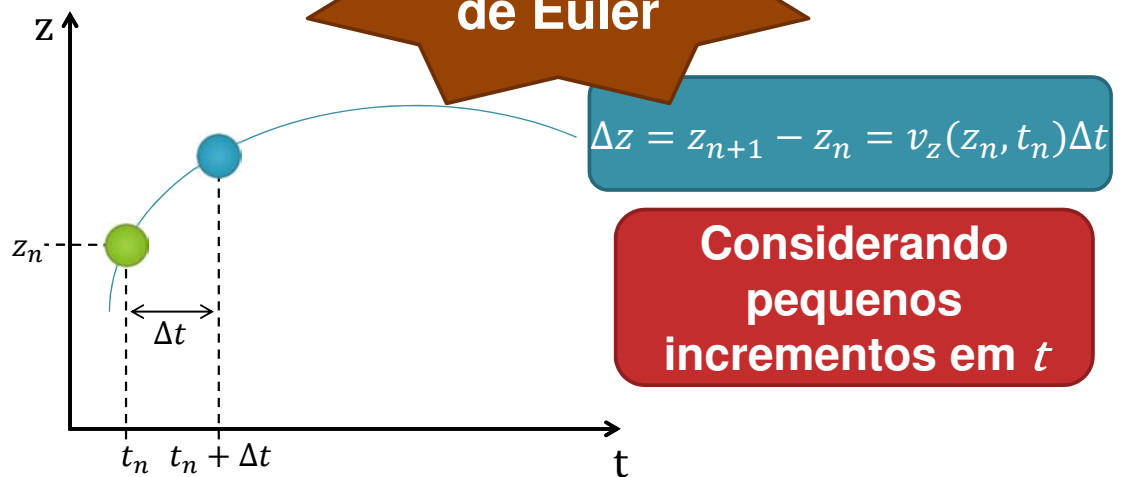 de Euler
z
Δz = z_{n+1} − z_n = v_z(z_n, t_n)Δt
Considerando
pequenos
incrementos em t
z_n
Δt
t_n t_n + Δt
t